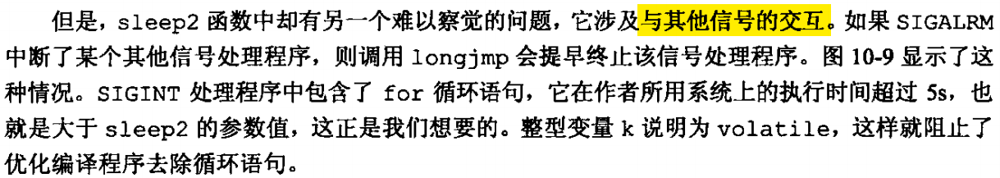 但是，sleep2 函数中却有另一个难以察觉的问题，它涉及与其他信号的交互。如果 SIGALRM
中断了某个其他信号处理程序，则调用 longjmp 会提早终止该信号处理程序。图 10-9 显示了这
种情况。SIGINT 处理程序中包含了 for 循环语句，它在作者所用系统上的执行时间超过 5s，也
就是大于 sleep2 的参数值，这正是我们想要的。整型变量 k 说明为 volatile，这样就阻止了
优化编译程序去除循环语句。